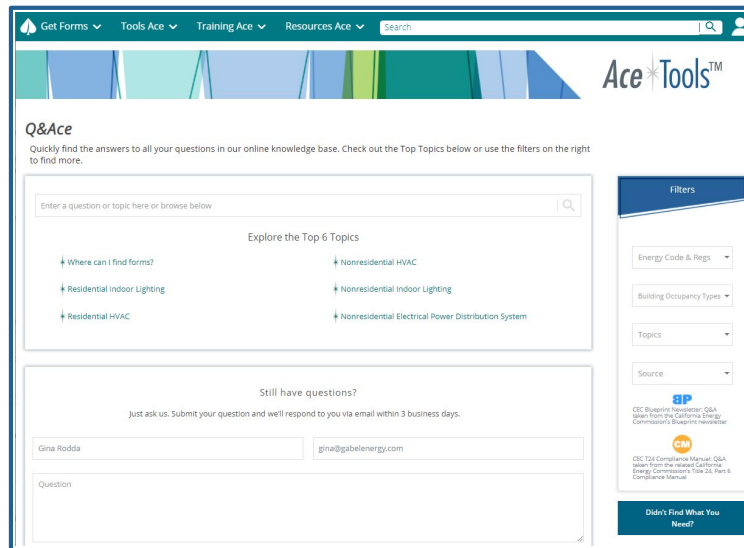 Get Forms Tools Ace Training Ace Resources Ace Search
Ace Tools™
Q&Ace
Quickly find the answers to all your questions in our online knowledge base. Check out the Top Topics below or use the filters on the right
to find more.
Enter a question or topic here or browse below
Explore the Top 6 Topics
Where can I find forms?
Nonresidential HVAC
Residential Indoor Lighting
Nonresidential Indoor Lighting
Residential HVAC
Nonresidential Electrical Power Distribution System
Still have questions?
Just ask us. Submit your question and we'll respond to you via email within 3 business days.
Gina Rodda
gina@gabelenergy.com
Question
Filters
Energy Code & Regs
Building Occupancy Types
Topics
Source
BP
CEC Blueprint Newsletter: Q&A
taken from the California Energy
Commission's Blueprint newsletter
CM
CEC T24 Compliance Manual: Q&A
taken from the related California
Energy Commission's Title 24, Part 6
Compliance Manual
Didn't Find What You
Need?